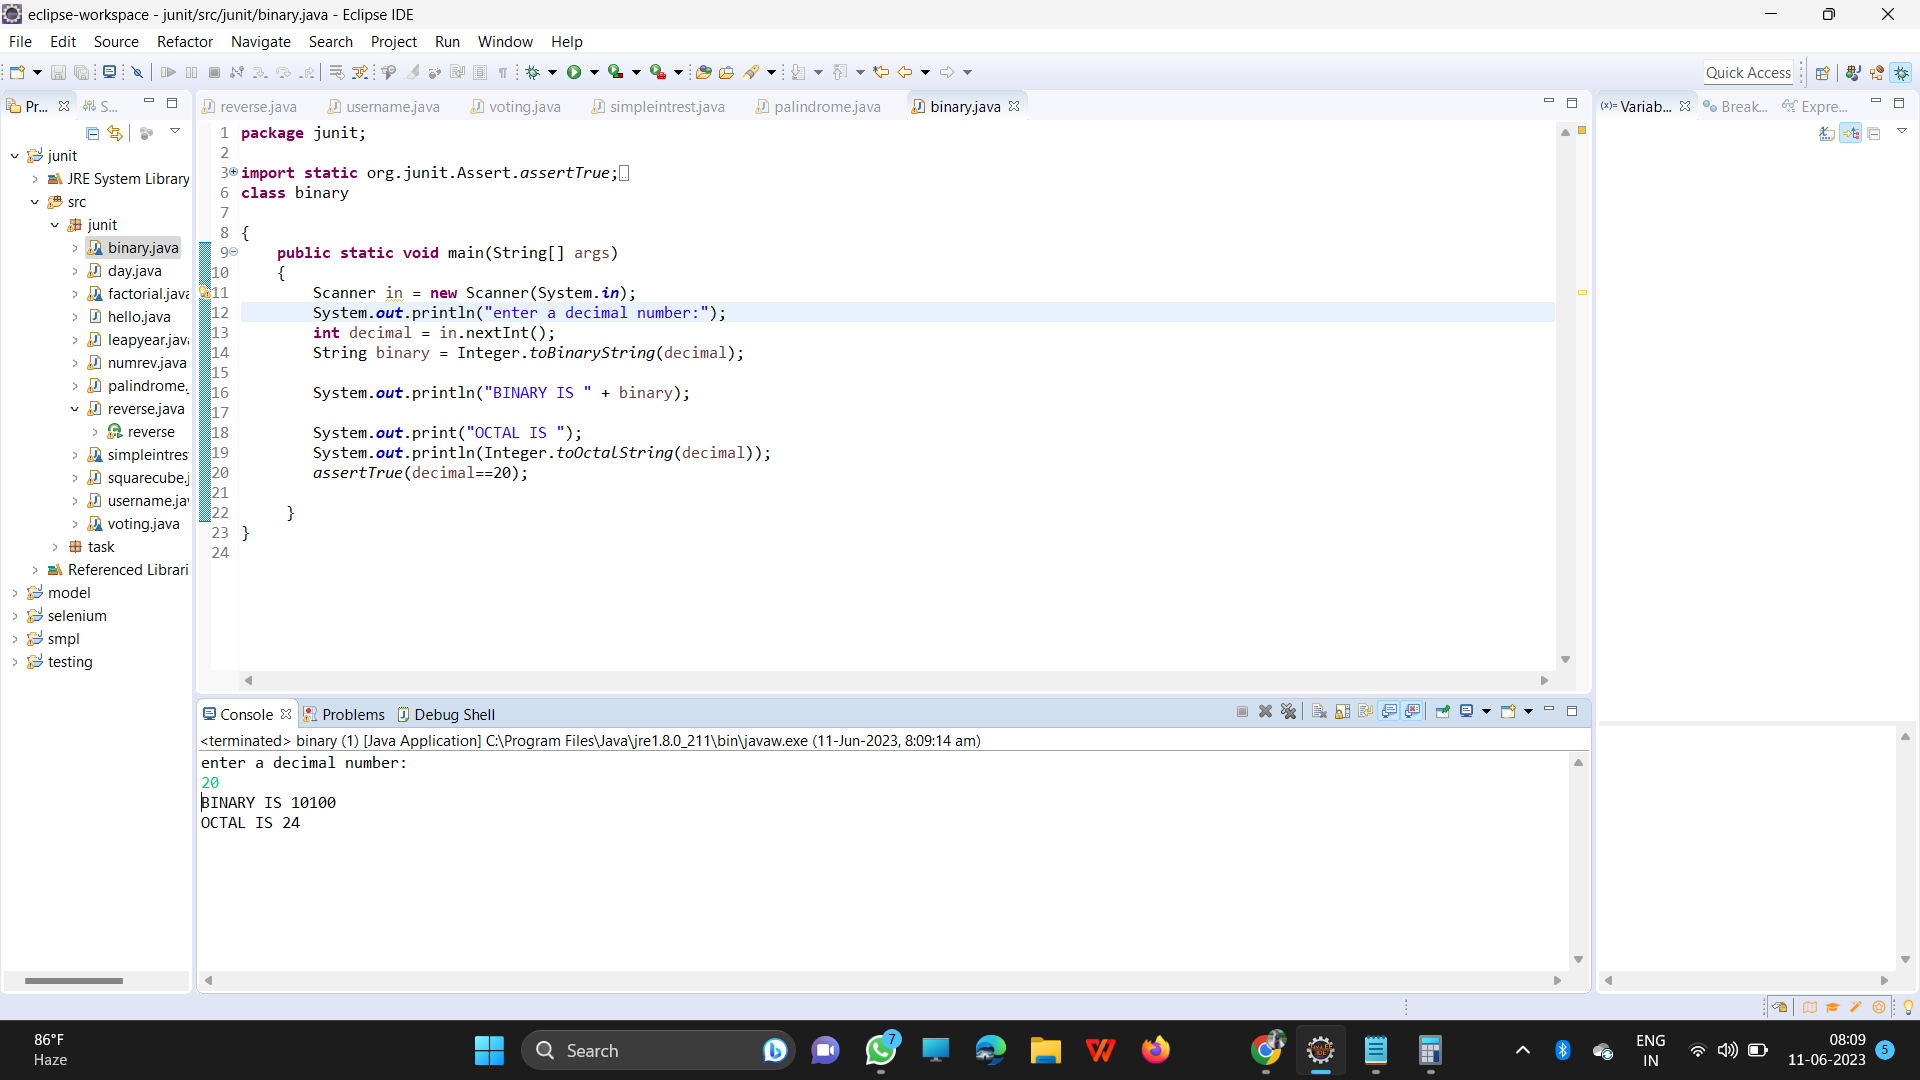 eclipse-workspace - junit/src/junit/binary.java - Eclipse IDE
File Edit Source Refactor Navigate Search Project Run Window Help
Quick Access
Pr... S...
reverse.java username.java voting.java simpleintrest.java palindrome.java binary.java
Variab... Break... Expre...
junit
JRE System Library
src
junit
binary.java
day.java
factorial.java
hello.java
leapyear.java
numrev.java
palindrome.
reverse.java
reverse
simpleintres
squarecube.j
username.jav
voting.java
task
Referenced Librari
model
selenium
smpl
testing
1 package junit;
2
3 import static org.junit.Assert.assertTrue;
6 class binary
7
8 {
9 public static void main(String[] args)
10 {
11 Scanner in = new Scanner(System.in);
12 System.out.println("enter a decimal number:");
13 int decimal = in.nextInt();
14 String binary = Integer.toBinaryString(decimal);
15
16 System.out.println("BINARY IS " + binary);
17
18 System.out.print("OCTAL IS ");
19 System.out.println(Integer.toOctalString(decimal));
20 assertTrue(decimal==20);
21
22 }
23 }
24
Console Problems Debug Shell
<terminated> binary (1) [Java Application] C:\Program Files\Java\jre1.8.0_211\bin\javaw.exe (11-Jun-2023, 8:09:14 am)
enter a decimal number:
20
BINARY IS 10100
OCTAL IS 24
86°F
Haze
Search
7
ENG
IN
08:09
11-06-2023
5